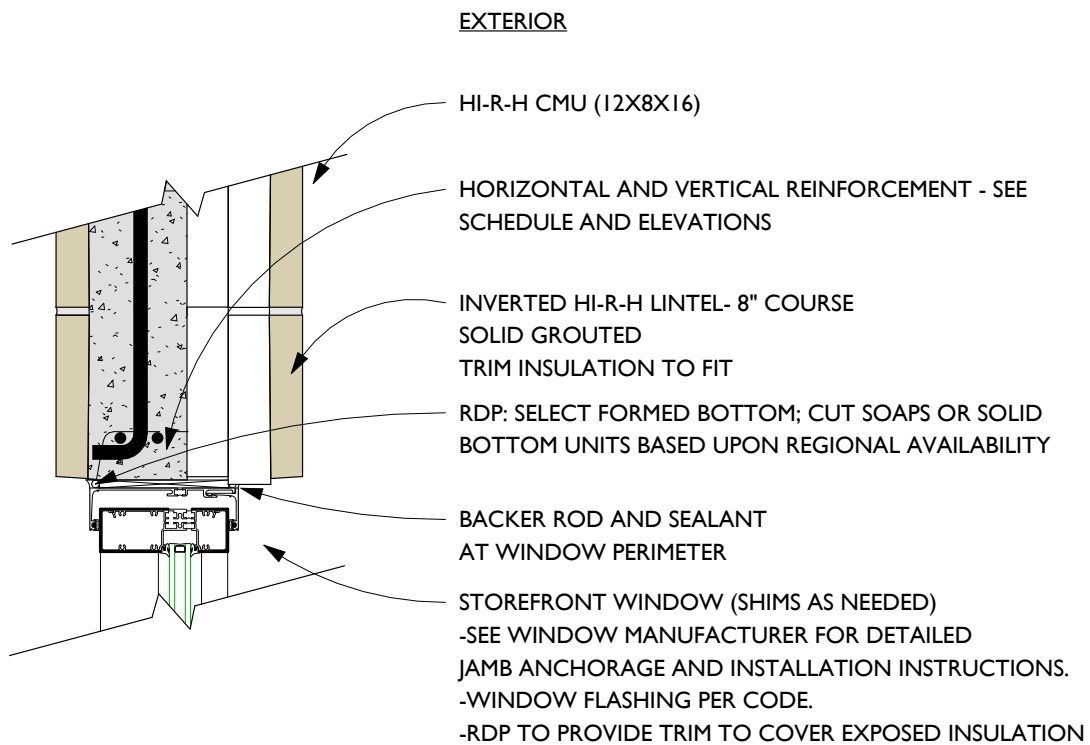 EXTERIOR
HI-R-H CMU (12X8X16)
HORIZONTAL AND VERTICAL REINFORCEMENT - SEE
SCHEDULE AND ELEVATIONS
INVERTED HI-R-H LINTEL- 8" COURSE
SOLID GROUTED
TRIM INSULATION TO FIT
RDP: SELECT FORMED BOTTOM; CUT SOAPS OR SOLID
BOTTOM UNITS BASED UPON REGIONAL AVAILABILITY
BACKER ROD AND SEALANT
AT WINDOW PERIMETER
STOREFRONT WINDOW (SHIMS AS NEEDED)
-SEE WINDOW MANUFACTURER FOR DETAILED
JAMB ANCHORAGE AND INSTALLATION INSTRUCTIONS.
-WINDOW FLASHING PER CODE.
-RDP TO PROVIDE TRIM TO COVER EXPOSED INSULATION